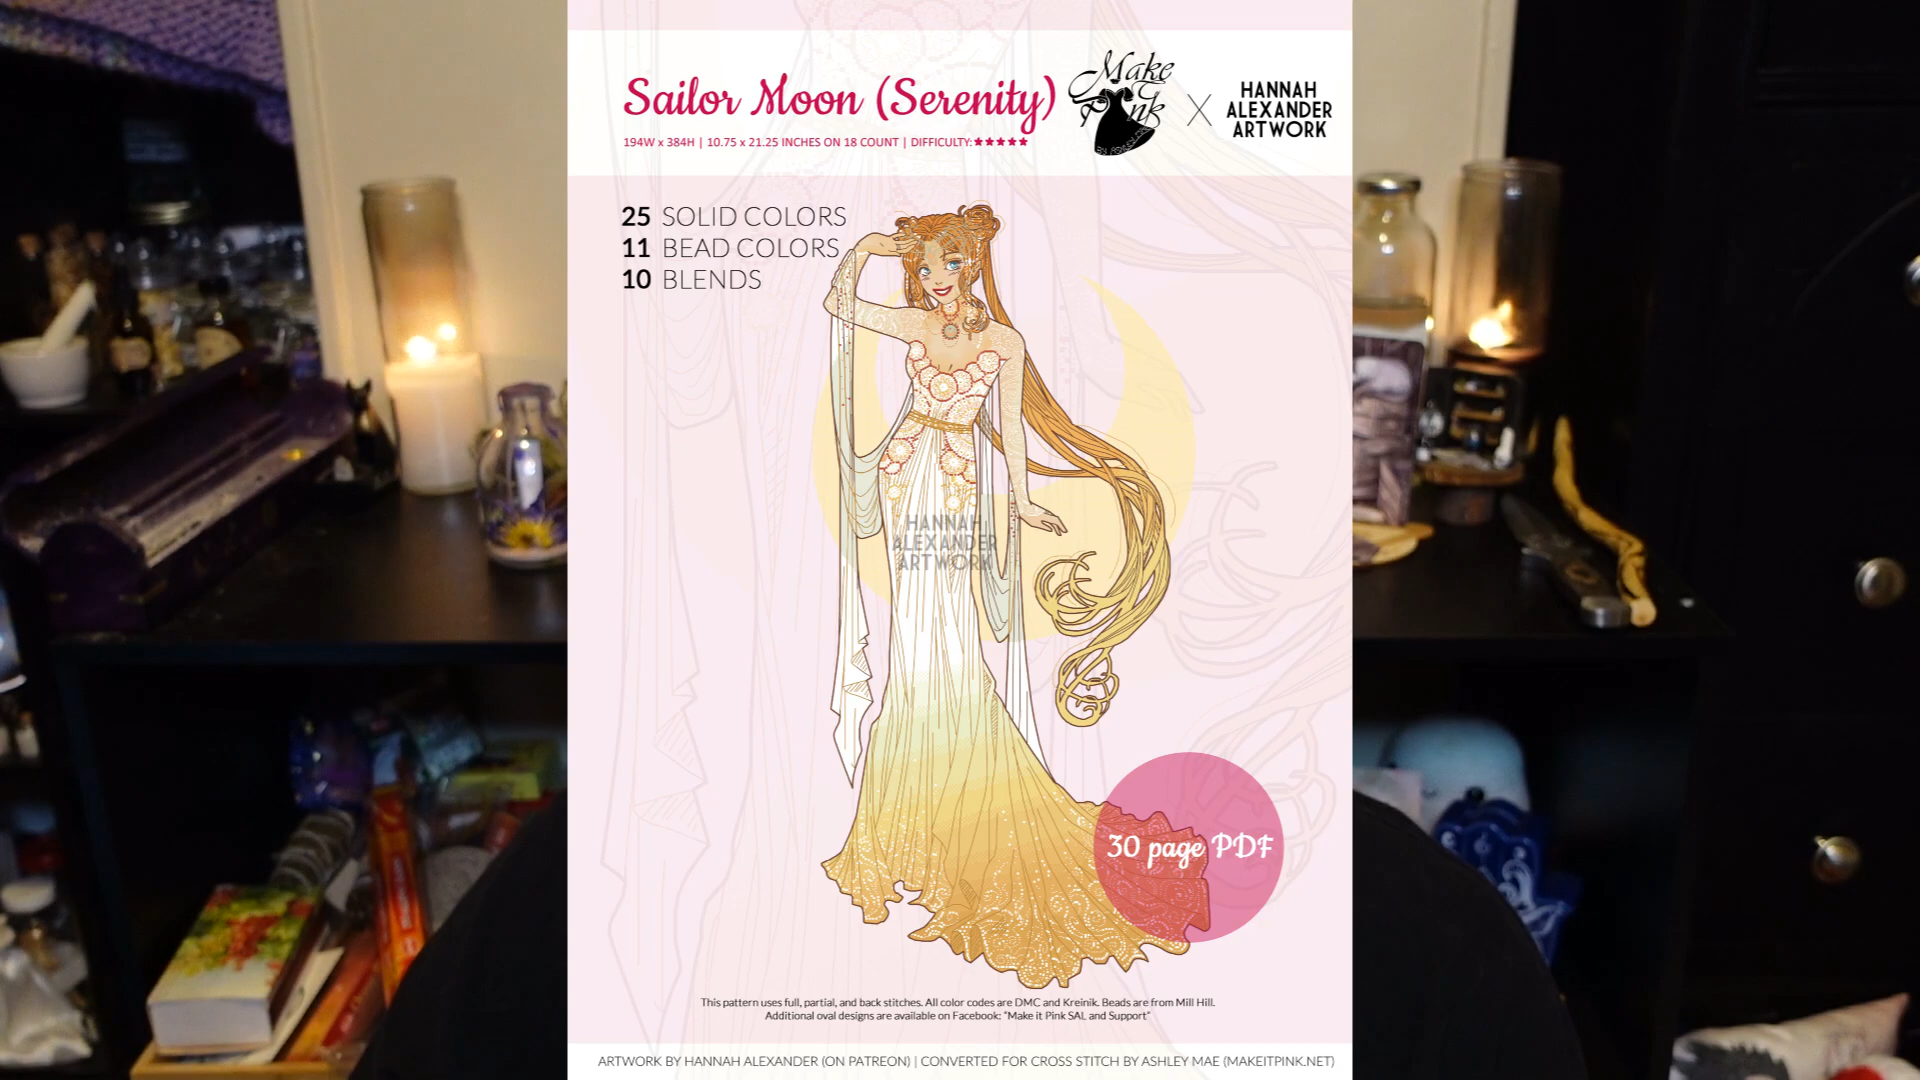 Sailor Moon (Serenity)
Make
It
Pink
BY ASHLEY MAE
X
HANNAH
ALEXANDER
ARTWORK
194W x 384H | 10.75 x 21.25 INCHES ON 18 COUNT | DIFFICULTY:★★★★★
25 SOLID COLORS
11 BEAD COLORS
10 BLENDS
HANNAH
ALEXANDER
ARTWORK
30 page PDF
This pattern uses full, partial, and back stitches. All color codes are DMC and Kreinik. Beads are from Mill Hill.
Additional oval designs are available on Facebook: “Make it Pink SAL and Support”
ARTWORK BY HANNAH ALEXANDER (ON PATREON) | CONVERTED FOR CROSS STITCH BY ASHLEY MAE (MAKEITPINK.NET)